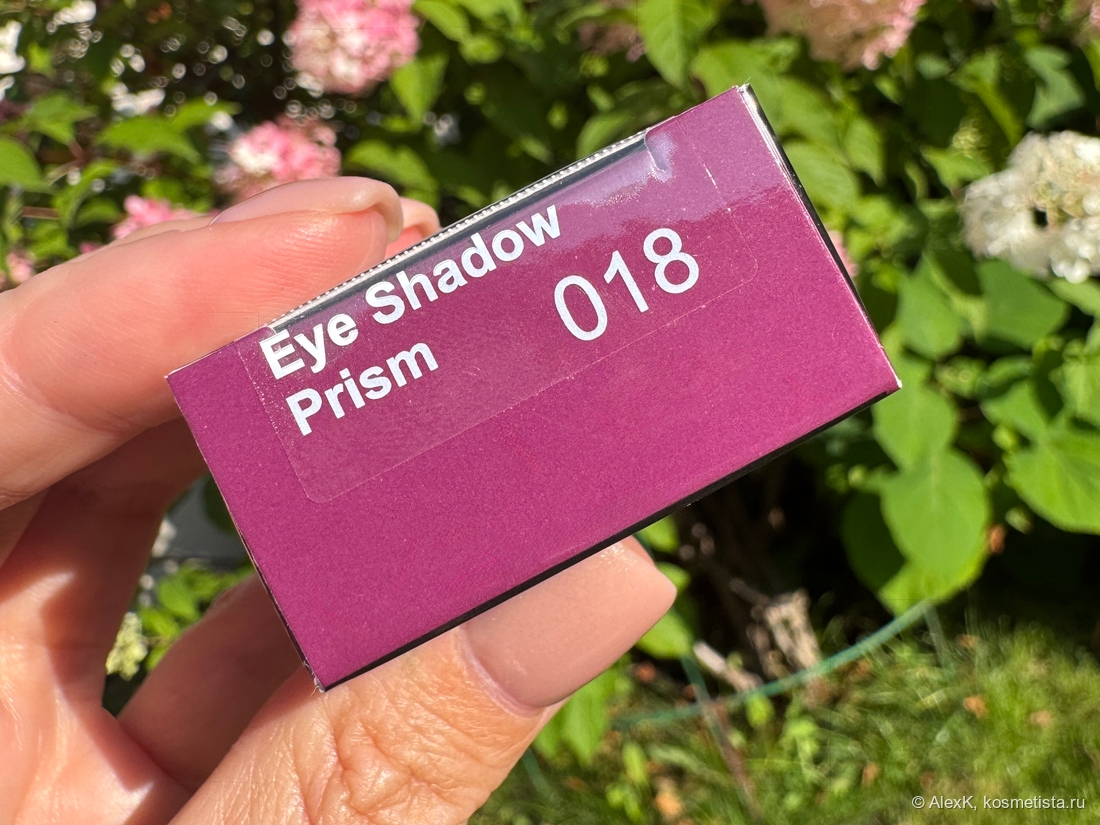 Eye Shadow
Prism
018
© AlexK, kosmetista.ru